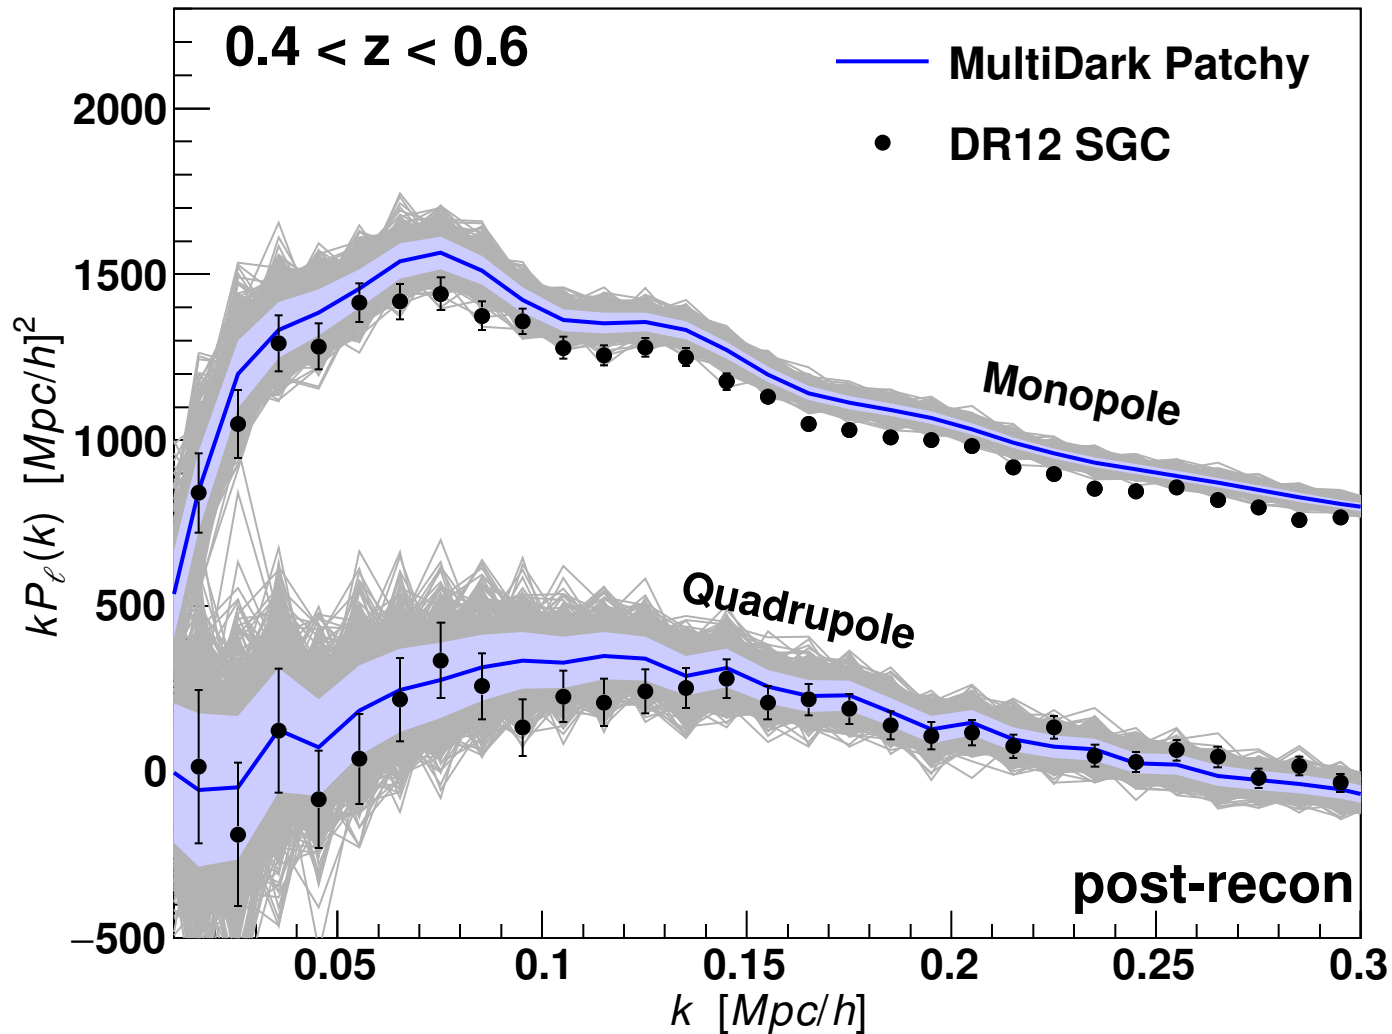 0.4 < z < 0.6
MultiDark Patchy
DR12 SGC
2000
1500
1000
500
0
−500
kPℓ(k) [Mpc/h]²
Monopole
Quadrupole
post-recon
0.05 0.1 0.15 0.2 0.25 0.3
k [Mpc/h]